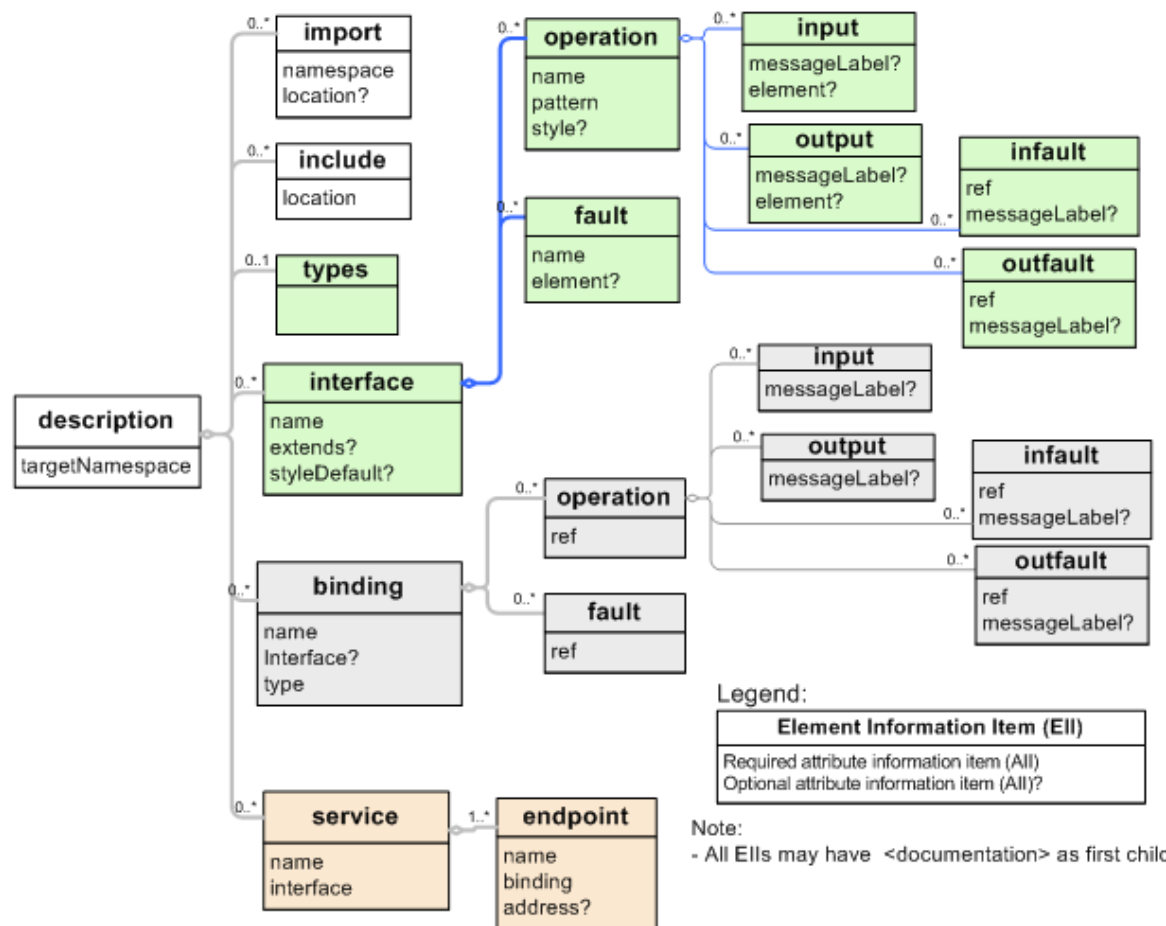 0..*
import
namespace
location?
0..*
include
location
0..1
types
0..*
interface
name
extends?
styleDefault?
description
targetNamespace
0..*
binding
name
Interface?
type
0..*
service
name
interface
1..*
endpoint
name
binding
address?
0..*
operation
name
pattern
style?
0..*
fault
name
element?
0..*
input
messageLabel?
element?
0..*
output
messageLabel?
element?
0..*
infault
ref
messageLabel?
0..*
outfault
ref
messageLabel?
0..*
operation
ref
0..*
fault
ref
0..*
input
messageLabel?
0..*
output
messageLabel?
0..*
infault
ref
messageLabel?
0..*
outfault
ref
messageLabel?
Legend:
Element Information Item (EII)
Required attribute information item (AII)
Optional attribute information item (AII)?
Note:
- All EIIs may have <documentation> as first child